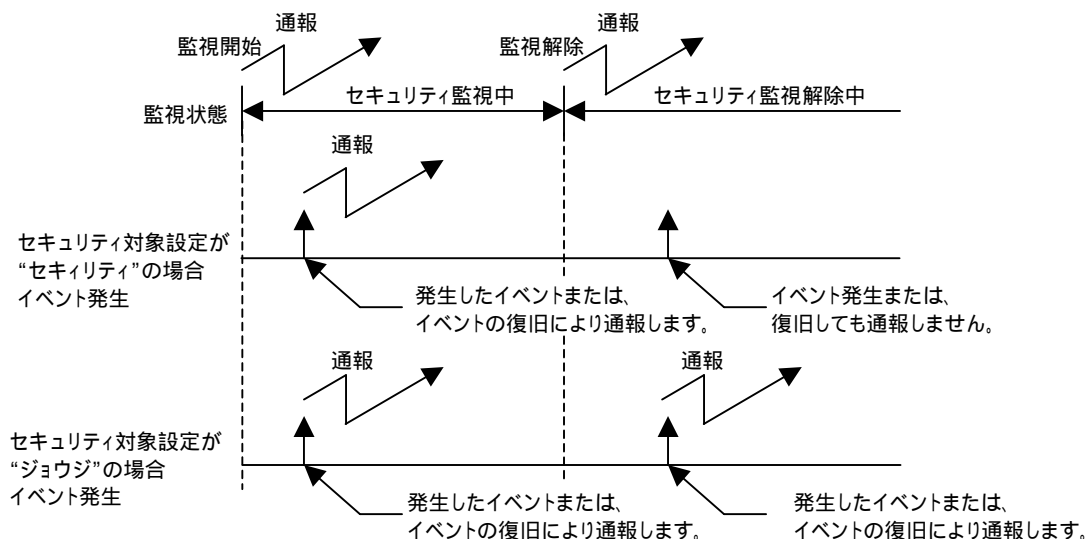 通報
通報
監視開始
監視解除
セキュリティ監視中
セキュリティ監視解除中
監視状態
通報
セキュリティ対象設定が
“セキィリティ”の場合
イベント発生
発生したイベントまたは、
イベントの復旧により通報します。
イベント発生または、
復旧しても通報しません。
通報
通報
セキュリティ対象設定が
“ジョウジ”の場合
イベント発生
発生したイベントまたは、
イベントの復旧により通報します。
発生したイベントまたは、
イベントの復旧により通報します。